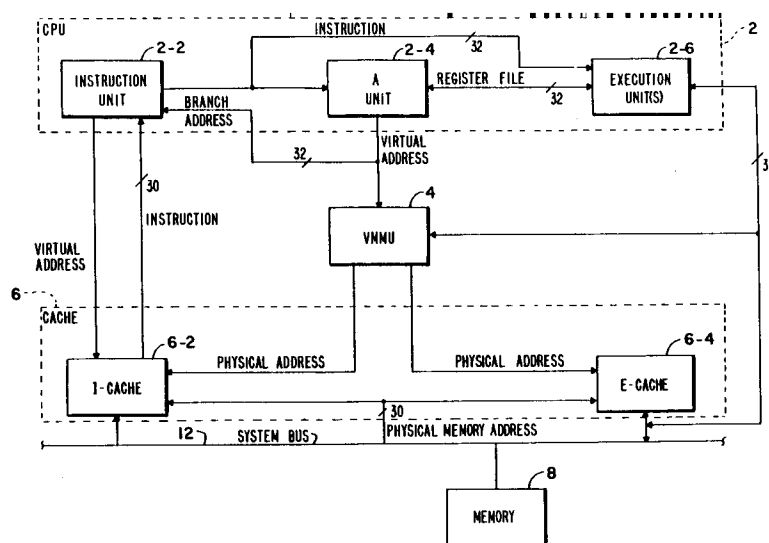 CPU
INSTRUCTION
32
2
2-2
2-4
2-6
INSTRUCTION
UNIT
A
UNIT
REGISTER FILE
32
EXECUTION
UNIT(S)
BRANCH
ADDRESS
32
VIRTUAL
ADDRESS
3
30
INSTRUCTION
4
VMMU
VIRTUAL
ADDRESS
6
CACHE
6-2
6-4
PHYSICAL ADDRESS
PHYSICAL ADDRESS
I-CACHE
E-CACHE
30
12
SYSTEM BUS
PHYSICAL MEMORY ADDRESS
8
MEMORY